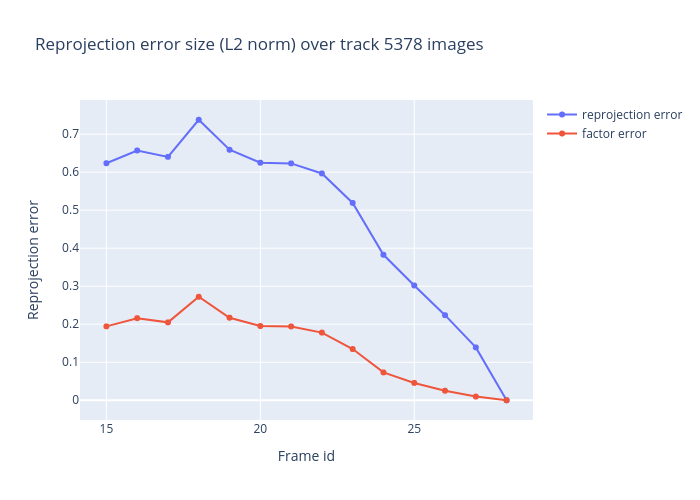 Reprojection error size (L2 norm) over track 5378 images
reprojection error
factor error
Reprojection error
0.7
0.6
0.5
0.4
0.3
0.2
0.1
0
15
20
25
Frame id